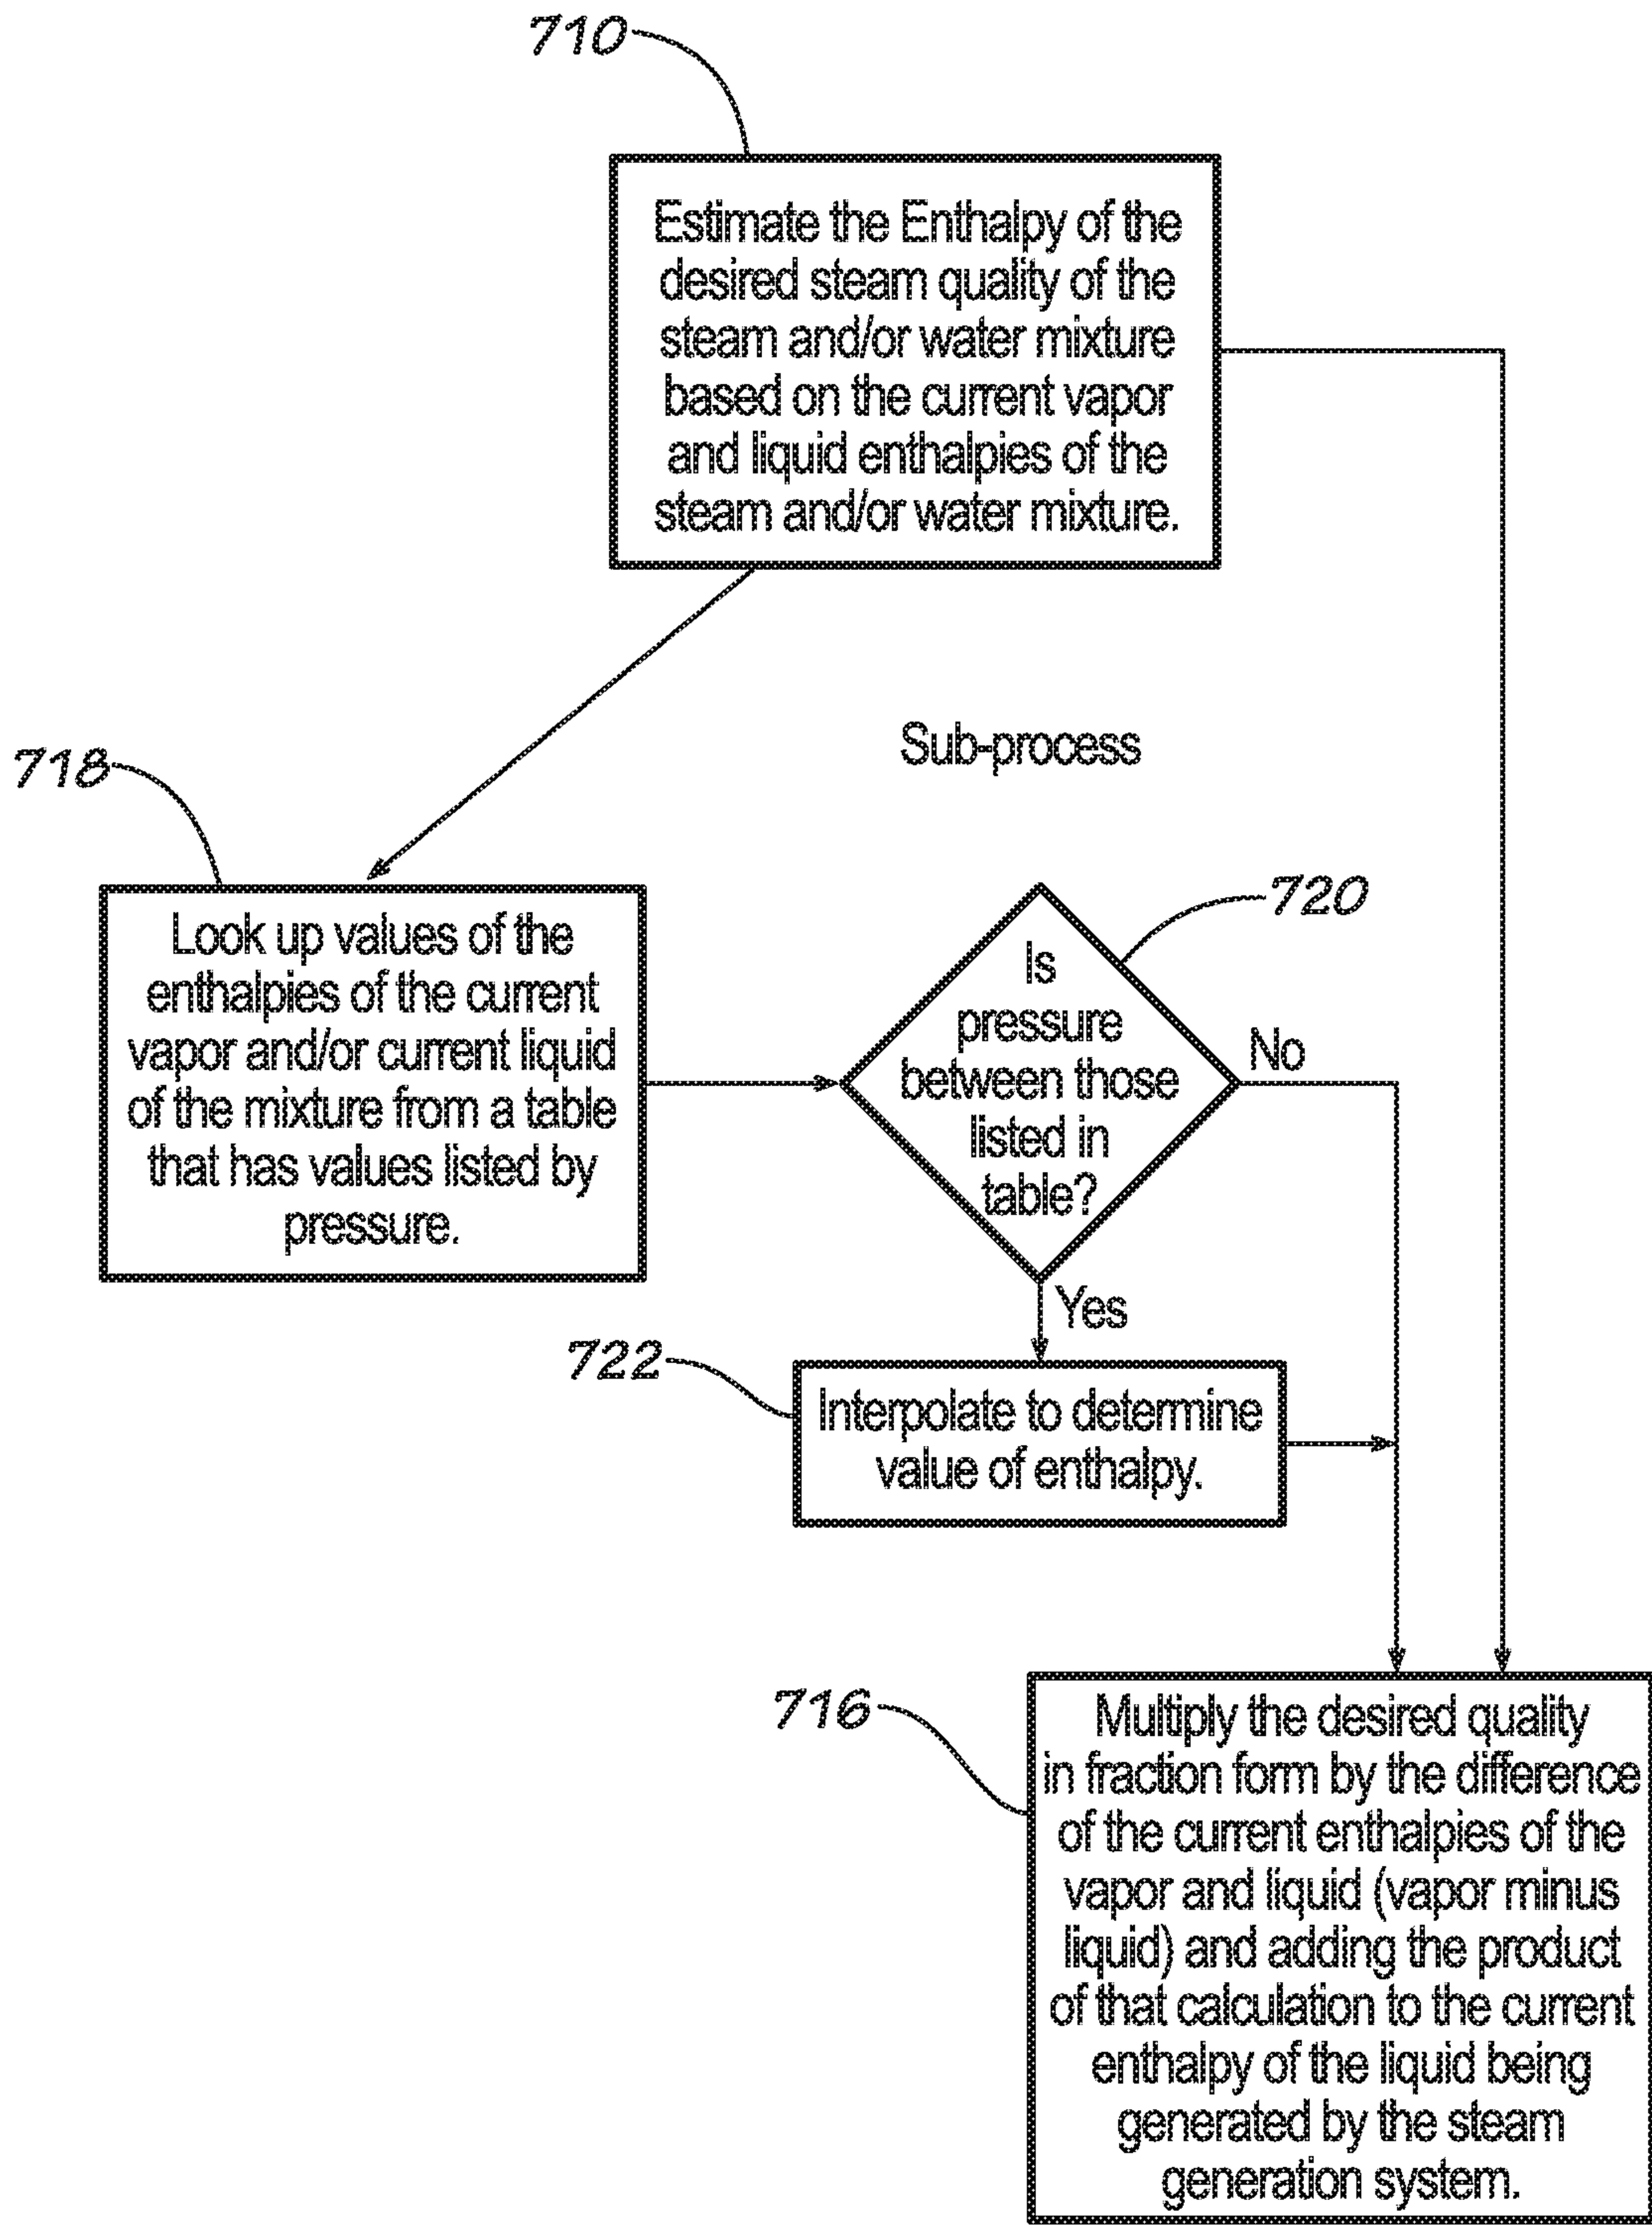 710
Estimate the Enthalpy of the
desired steam quality of the
steam and/or water mixture
based on the current vapor
and liquid enthalpies of the
steam and/or water mixture.
Sub-process
718
Look up values of the
enthalpies of the current
vapor and/or current liquid
of the mixture from a table
that has values listed by
pressure.
720
Is
pressure
between those
listed in
table?
No
Yes
722
Interpolate to determine
value of enthalpy.
716
Multiply the desired quality
in fraction form by the difference
of the current enthalpies of the
vapor and liquid (vapor minus
liquid) and adding the product
of that calculation to the current
enthalpy of the liquid being
generated by the steam
generation system.